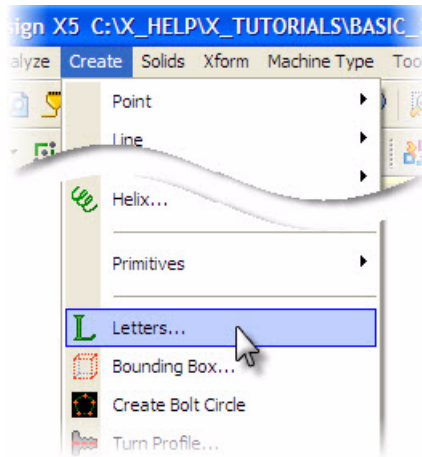 sign X5 C:\X_HELP\X_TUTORIALS\BASIC_
alyze Create Solids Xform Machine Type Too
Point
Line
Helix...
Primitives
Letters...
Bounding Box...
Create Bolt Circle
Turn Profile...